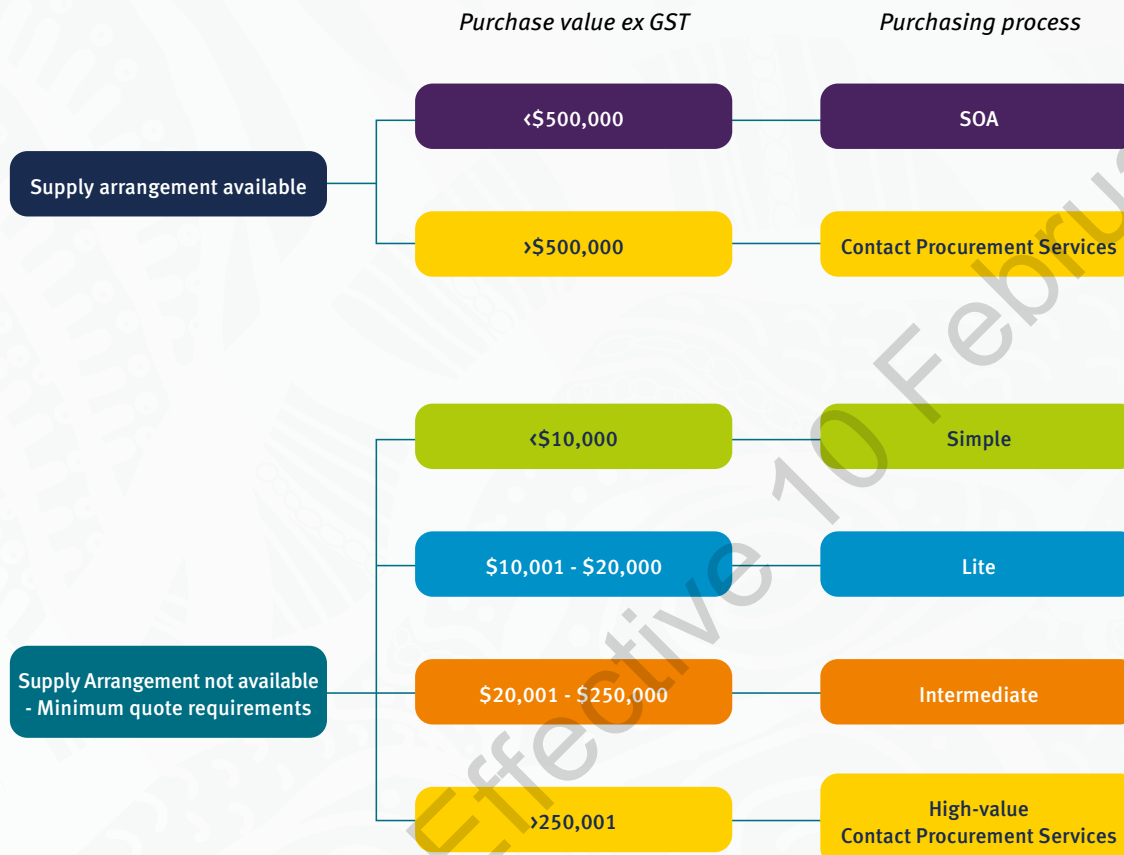 Purchase value ex GST
Purchasing process
Supply arrangement available
<$500,000
SOA
>$500,000
Contact Procurement Services
Supply Arrangement not available
- Minimum quote requirements
<$10,000
Simple
$10,001 - $20,000
Lite
$20,001 - $250,000
Intermediate
>250,001
High-value
Contact Procurement Services
Effective 10